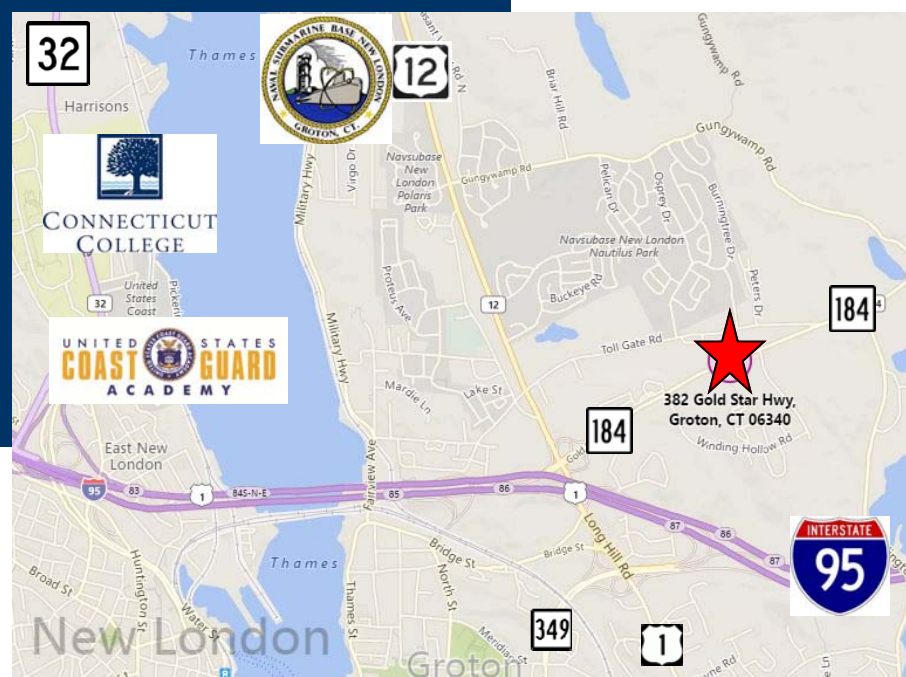 32
Thames
NAVAL SUBMARINE BASE NEW LONDON
GROTON, CT.
12
Rd N
Briar Hill Rd
Gungywamp
Rd
Harrisons
Gungywamp Rd
CONNECTICUT
COLLEGE
Military Hwy
Virgo Dr
Navsubase
New
London
Polaris
Park
Gungywamp Rd
Pelican Dr
Osprey Dr
Burningtree Dr
Navsubase New London
Nautilus Park
Peters Dr
United
States
Coast
32
Proteus Ave
Buckeye Rd
12
184
4
UNITED STATES
COAST GUARD
ACADEMY
Military Hwy
Toll Gate Rd
Mardie Ln
Lake St
382 Gold Star Hwy,
Groton, CT 06340
184
Gold
Winding Hollow Rd
East New
London
Fairview Ave
95
83
1
84S-N-E
85
86
1
87
86
87
INTERSTATE
95
Long Hill Rd
Bridge St
Bridge St
Thames
Huntington St
Broad St
Water St
Thames St
North St
Meridian St
349
1
New London
Groton